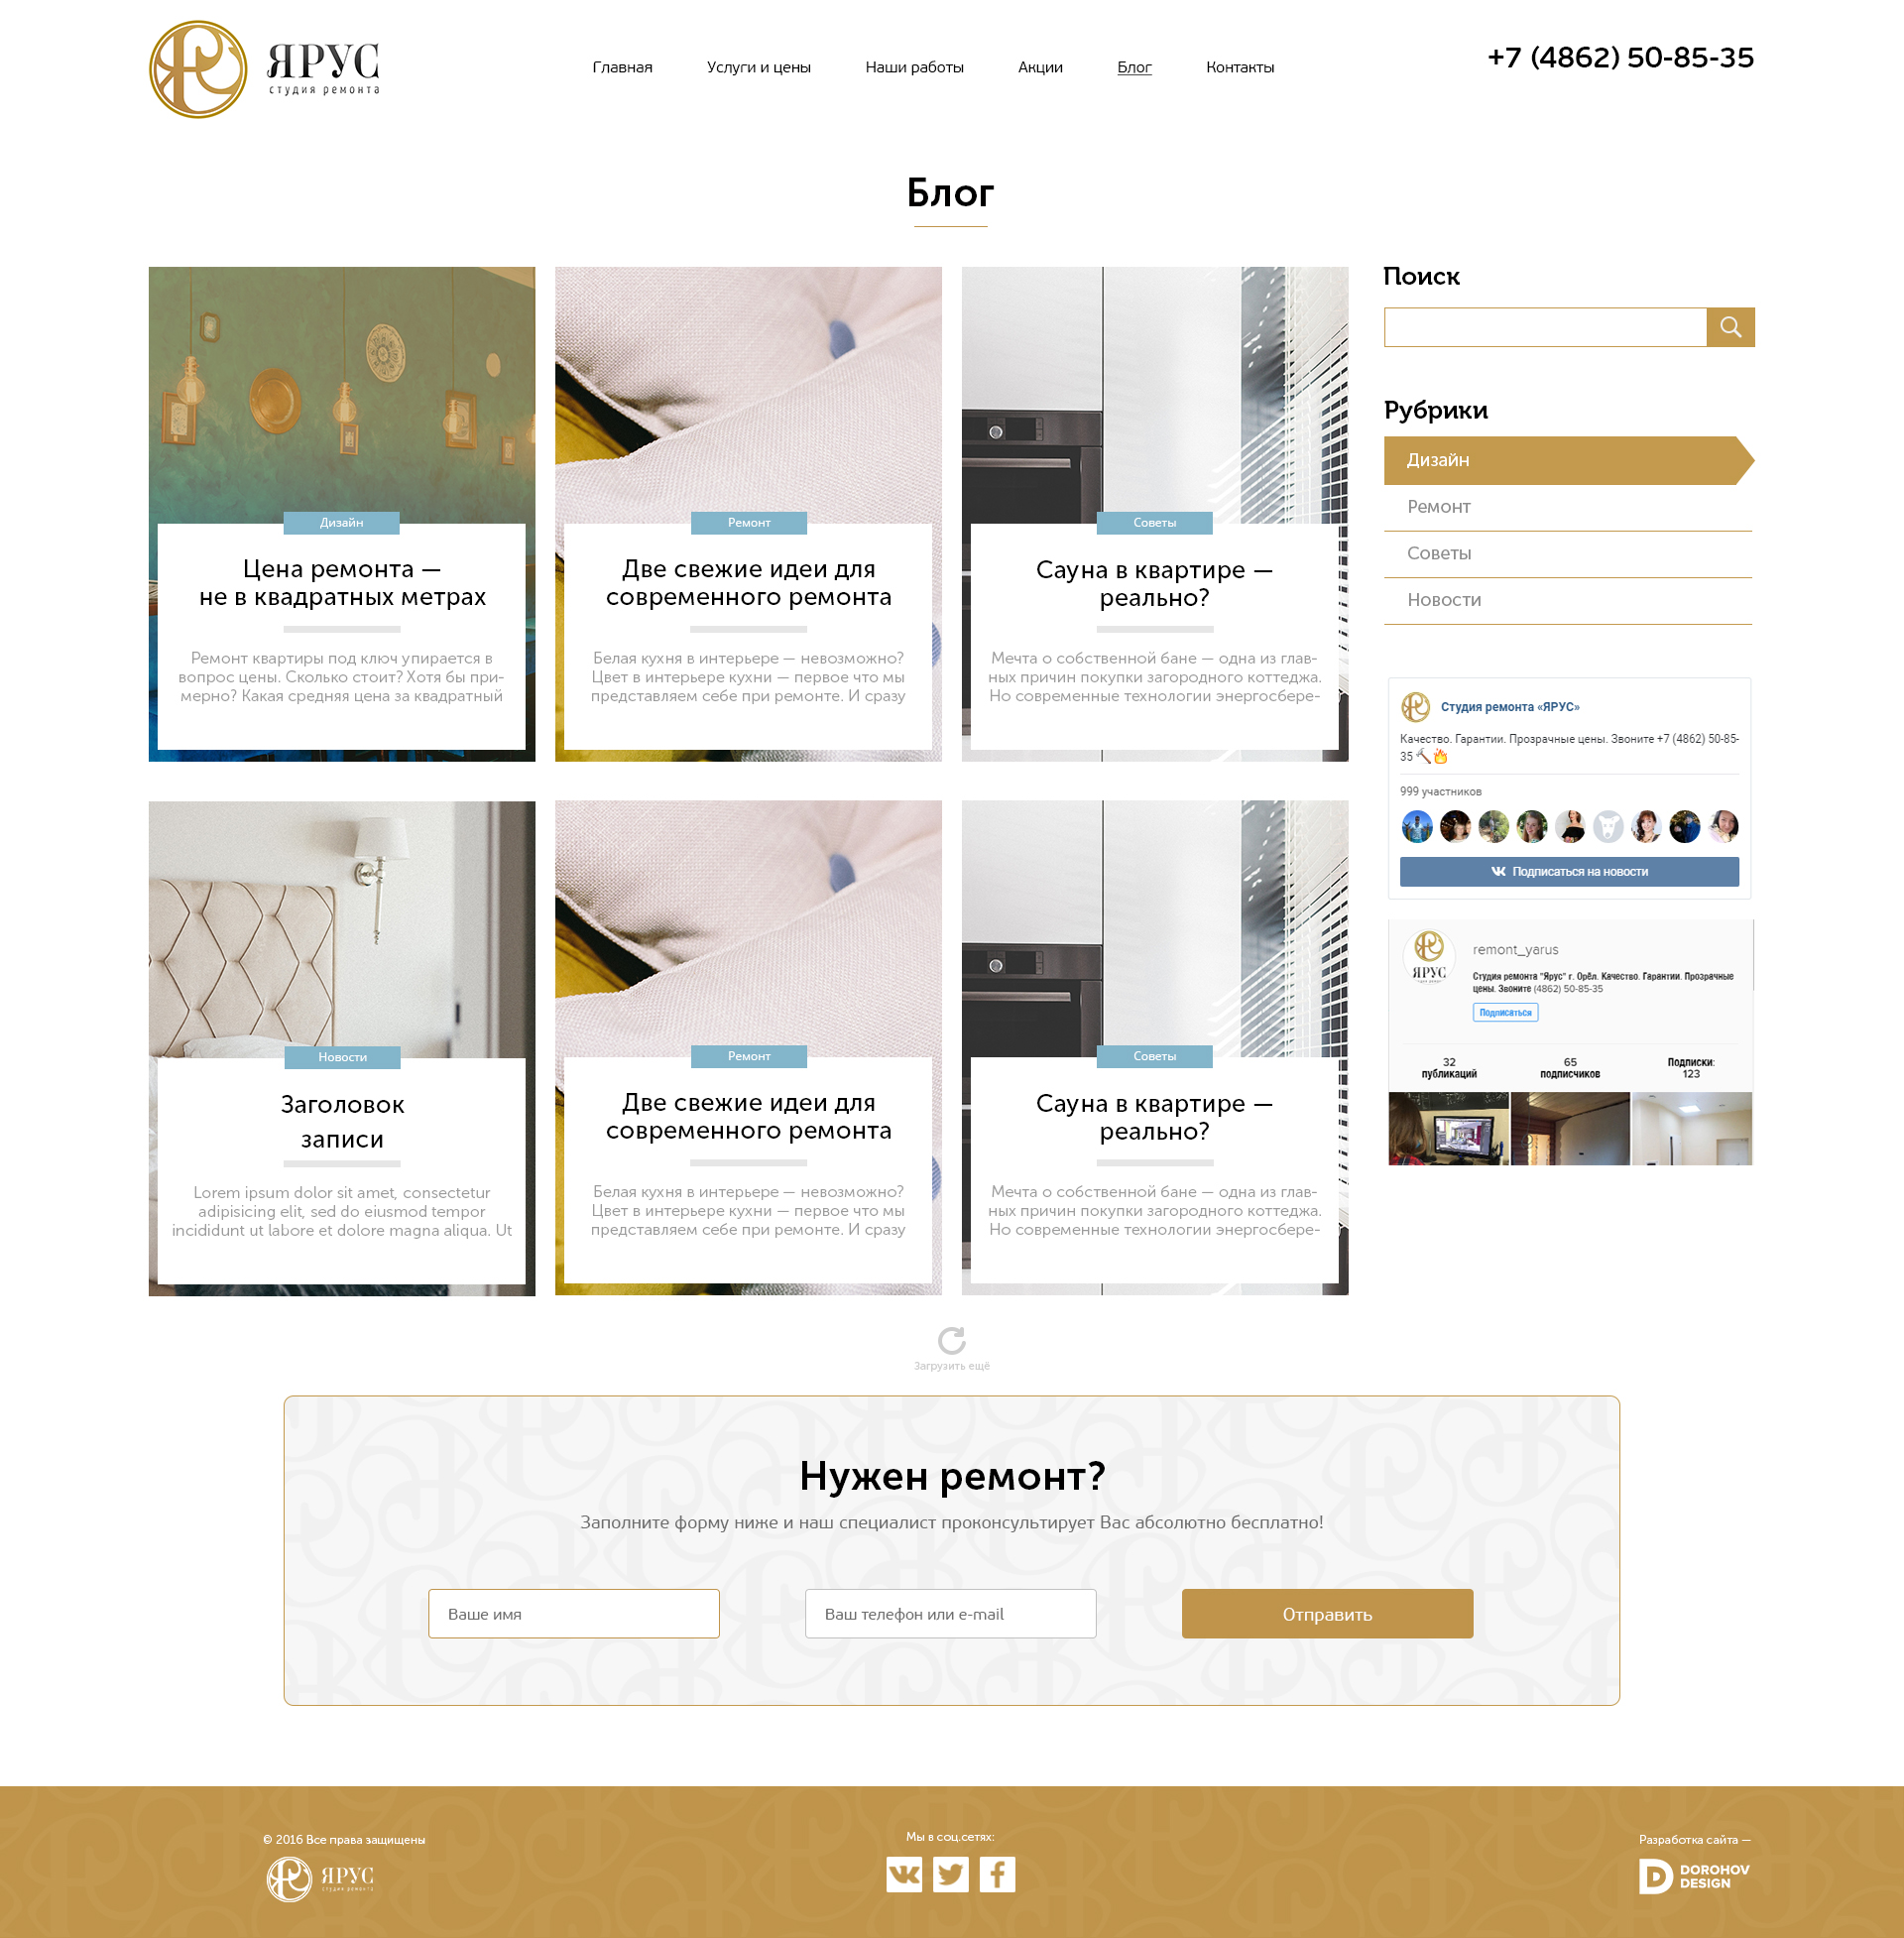 ЯРУС
студия ремонта
Главная
Услуги и цены
Наши работы
Акции
Блог
Контакты
+7 (4862) 50-85-35
Блог
Дизайн
Цена ремонта —
не в квадратных метрах
Ремонт квартиры под ключ упирается в
вопрос цены. Сколько стоит? Хотя бы при-
мерно? Какая средняя цена за квадратный
Ремонт
Две свежие идеи для
современного ремонта
Белая кухня в интерьере — невозможно?
Цвет в интерьере кухни — первое что мы
представляем себе при ремонте. И сразу
Советы
Сауна в квартире —
реально?
Мечта о собственной бане — одна из глав-
ных причин покупки загородного коттеджа.
Но современные технологии энергосбере-
Новости
Заголовок
записи
Lorem ipsum dolor sit amet, consectetur
adipisicing elit, sed do eiusmod tempor
incididunt ut labore et dolore magna aliqua. Ut
Ремонт
Две свежие идеи для
современного ремонта
Белая кухня в интерьере — невозможно?
Цвет в интерьере кухни — первое что мы
представляем себе при ремонте. И сразу
Советы
Сауна в квартире —
реально?
Мечта о собственной бане — одна из глав-
ных причин покупки загородного коттеджа.
Но современные технологии энергосбере-
Поиск
Рубрики
Дизайн
Ремонт
Советы
Новости
Студия ремонта «ЯРУС»
Качество. Гарантии. Прозрачные цены. Звоните +7 (4862) 50-85-
35
999 участников
Подписаться на новости
ЯРУС
remont_yarus
Студия ремонта "Ярус" г. Орёл. Качество. Гарантии. Прозрачные
цены. Звоните (4862) 50-85-35
Подписаться
32
публикаций
65
подписчиков
Подписки:
123
Загрузить ещё
Нужен ремонт?
Заполните форму ниже и наш специалист проконсультирует Вас абсолютно бесплатно!
Ваше имя
Ваш телефон или e-mail
Отправить
© 2016 Все права защищены
ЯРУС
студия ремонта
Мы в соц.сетях:
Разработка сайта —
DOROHOV
DESIGN